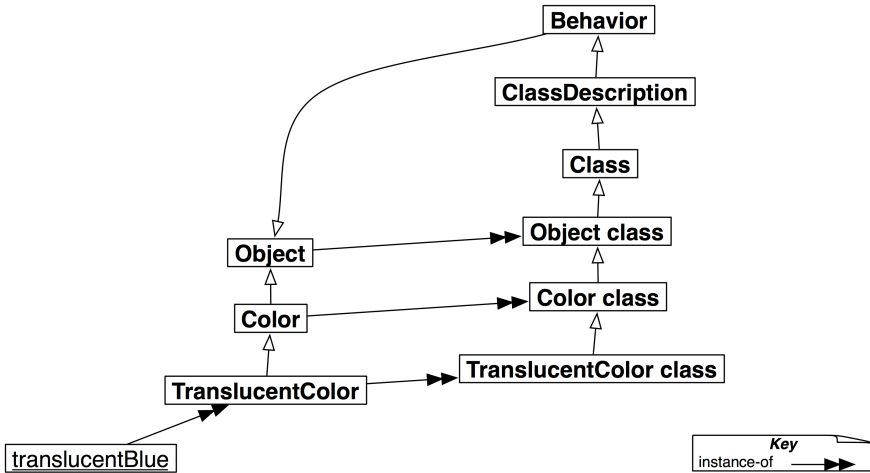 Behavior
ClassDescription
Class
Object class
Object
Color class
Color
TranslucentColor class
TranslucentColor
translucentBlue
Key
instance-of